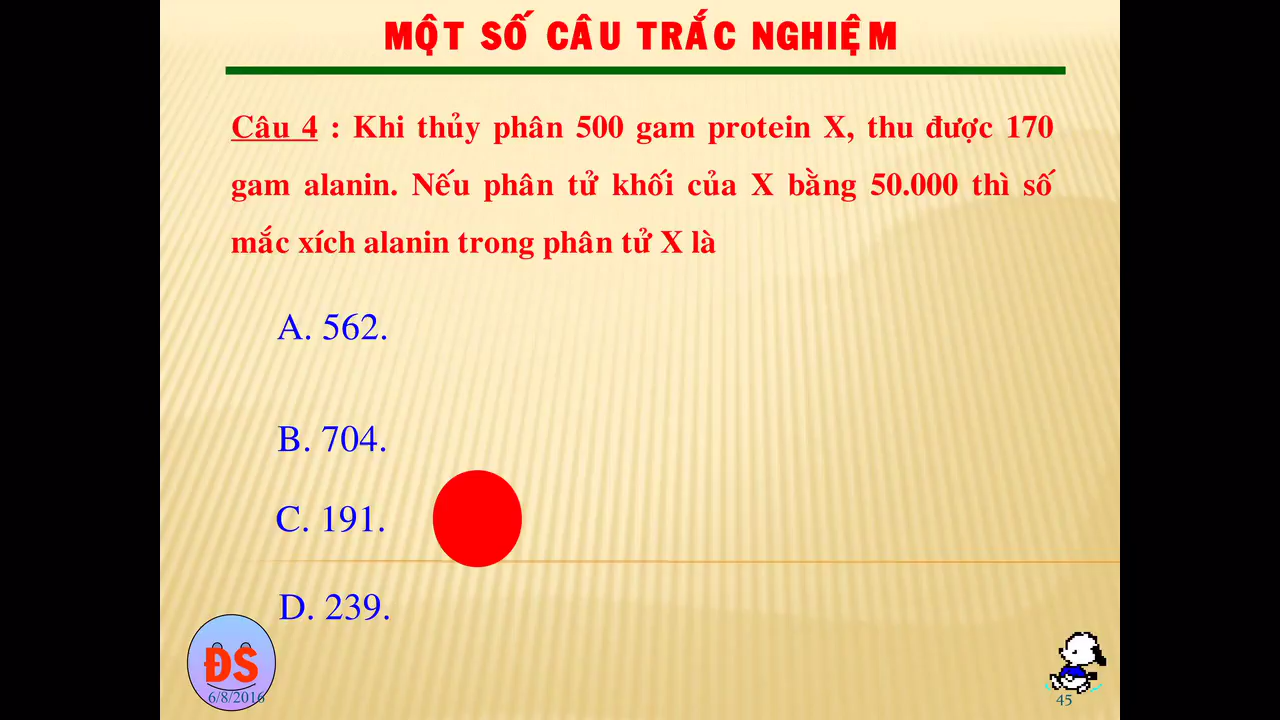 MỘT SỐ CÂU TRẮC NGHIỆM
Câu 4 : Khi thủy phân 500 gam protein X, thu được 170
gam alanin. Nếu phân tử khối của X bằng 50.000 thì số
mắc xích alanin trong phân tử X là
A. 562.
B. 704.
C. 191.
D. 239.
ĐS
6/8/2016
45